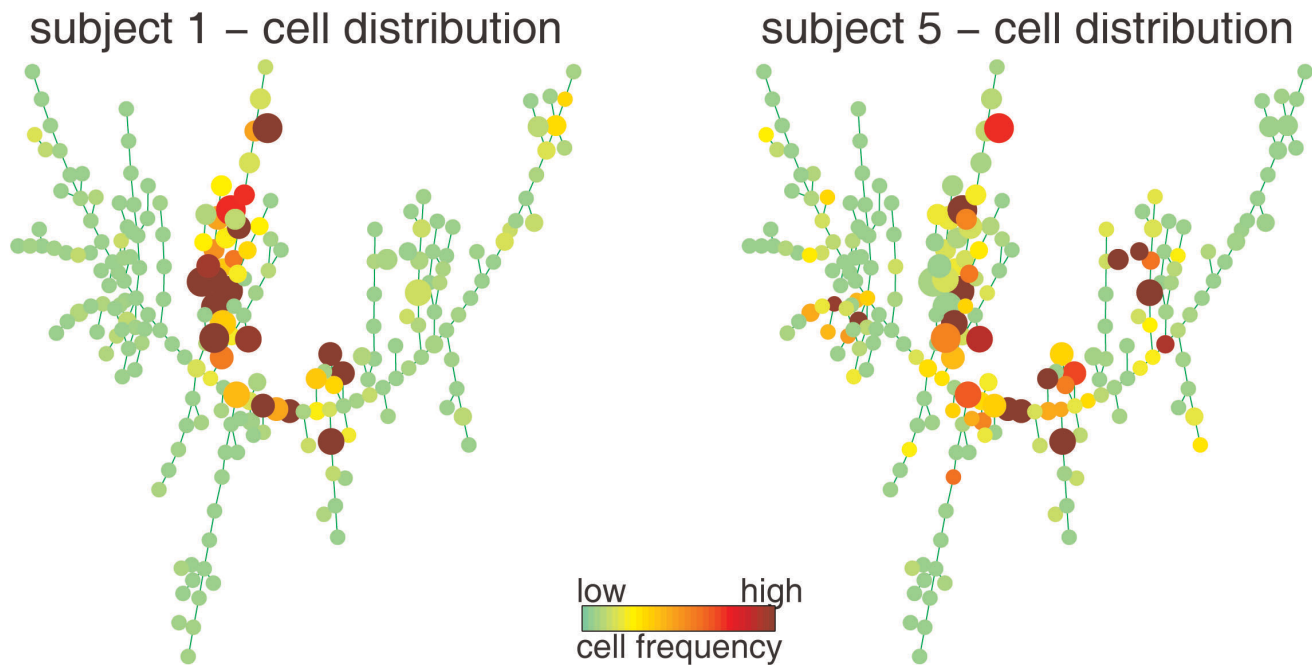 subject 1 – cell distribution
subject 5 – cell distribution
low high
cell frequency